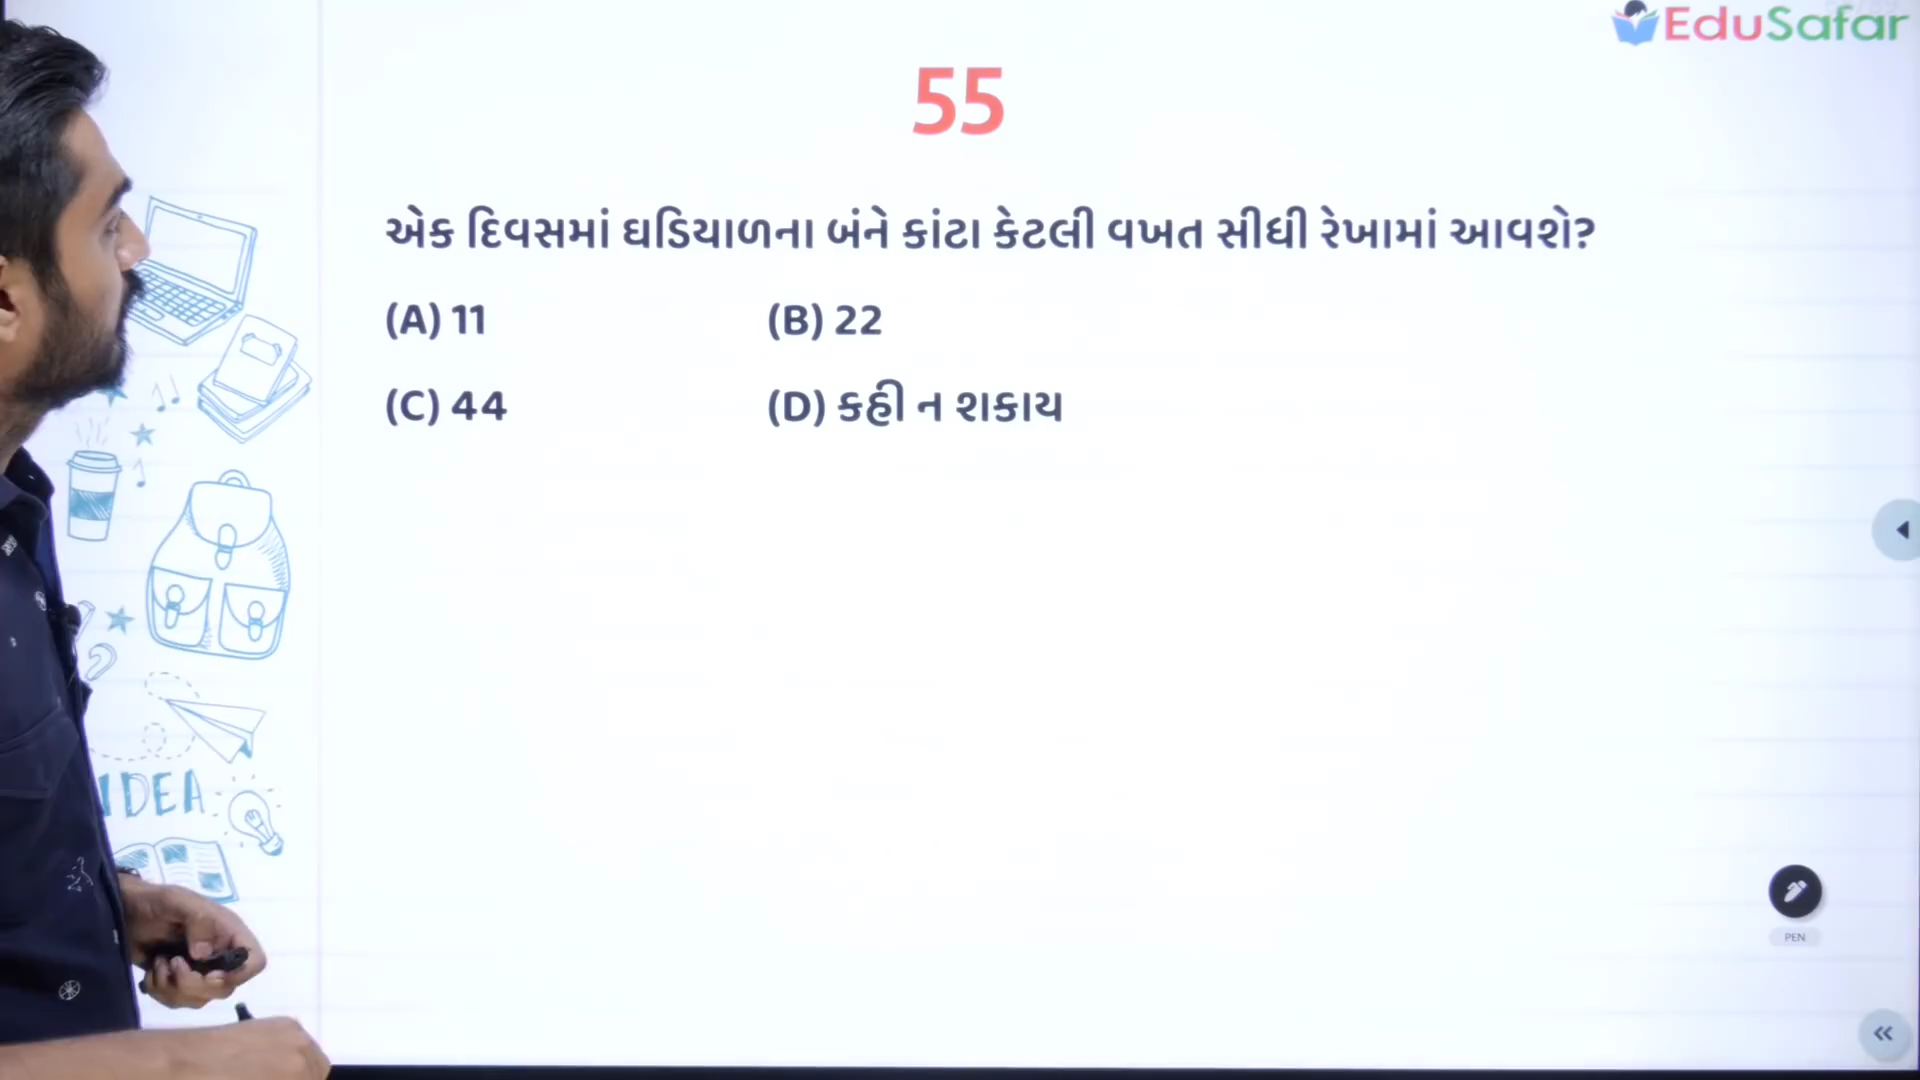 EduSafar
55
એક દિવસમાં ઘડિયાળના બંને કાંટા કેટલી વખત સીધી રેખામાં આવશે?
(A) 11 (B) 22
(C) 44 (D) કહી ન શકાય
IDEA
PEN